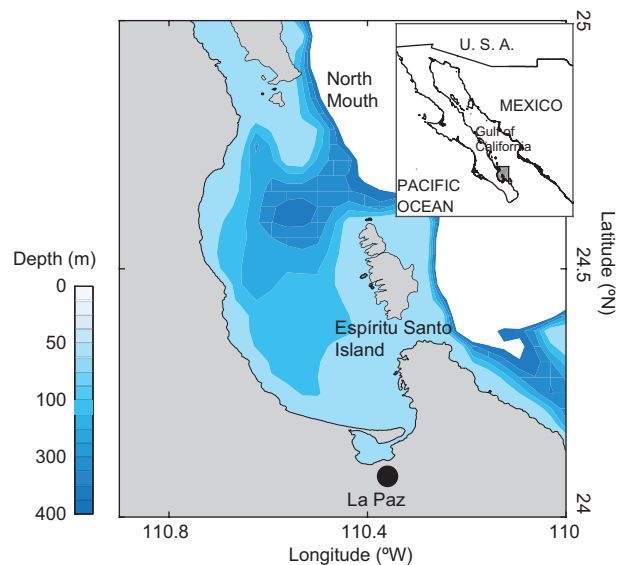 25
U. S. A.
North
Mouth
MEXICO
Gulf of
California
PACIFIC
OCEAN
Latitude (ºN)
Depth (m)
0
50
100
300
400
24.5
Espíritu Santo
Island
La Paz
24
110.8
110.4
110
Longitude (ºW)